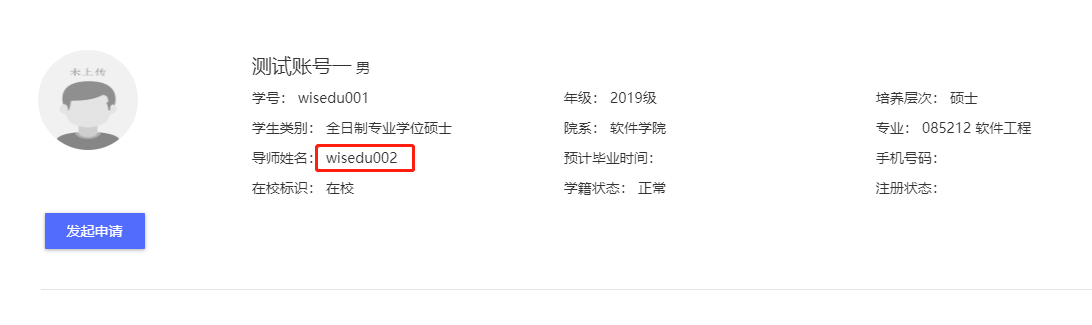 未上传
测试账号一 男
学号： wisedu001 年级： 2019级 培养层次： 硕士
学生类别： 全日制专业学位硕士 院系： 软件学院 专业： 085212 软件工程
导师姓名： wisedu002 预计毕业时间： 手机号码：
在校标识： 在校 学籍状态： 正常 注册状态：
发起申请